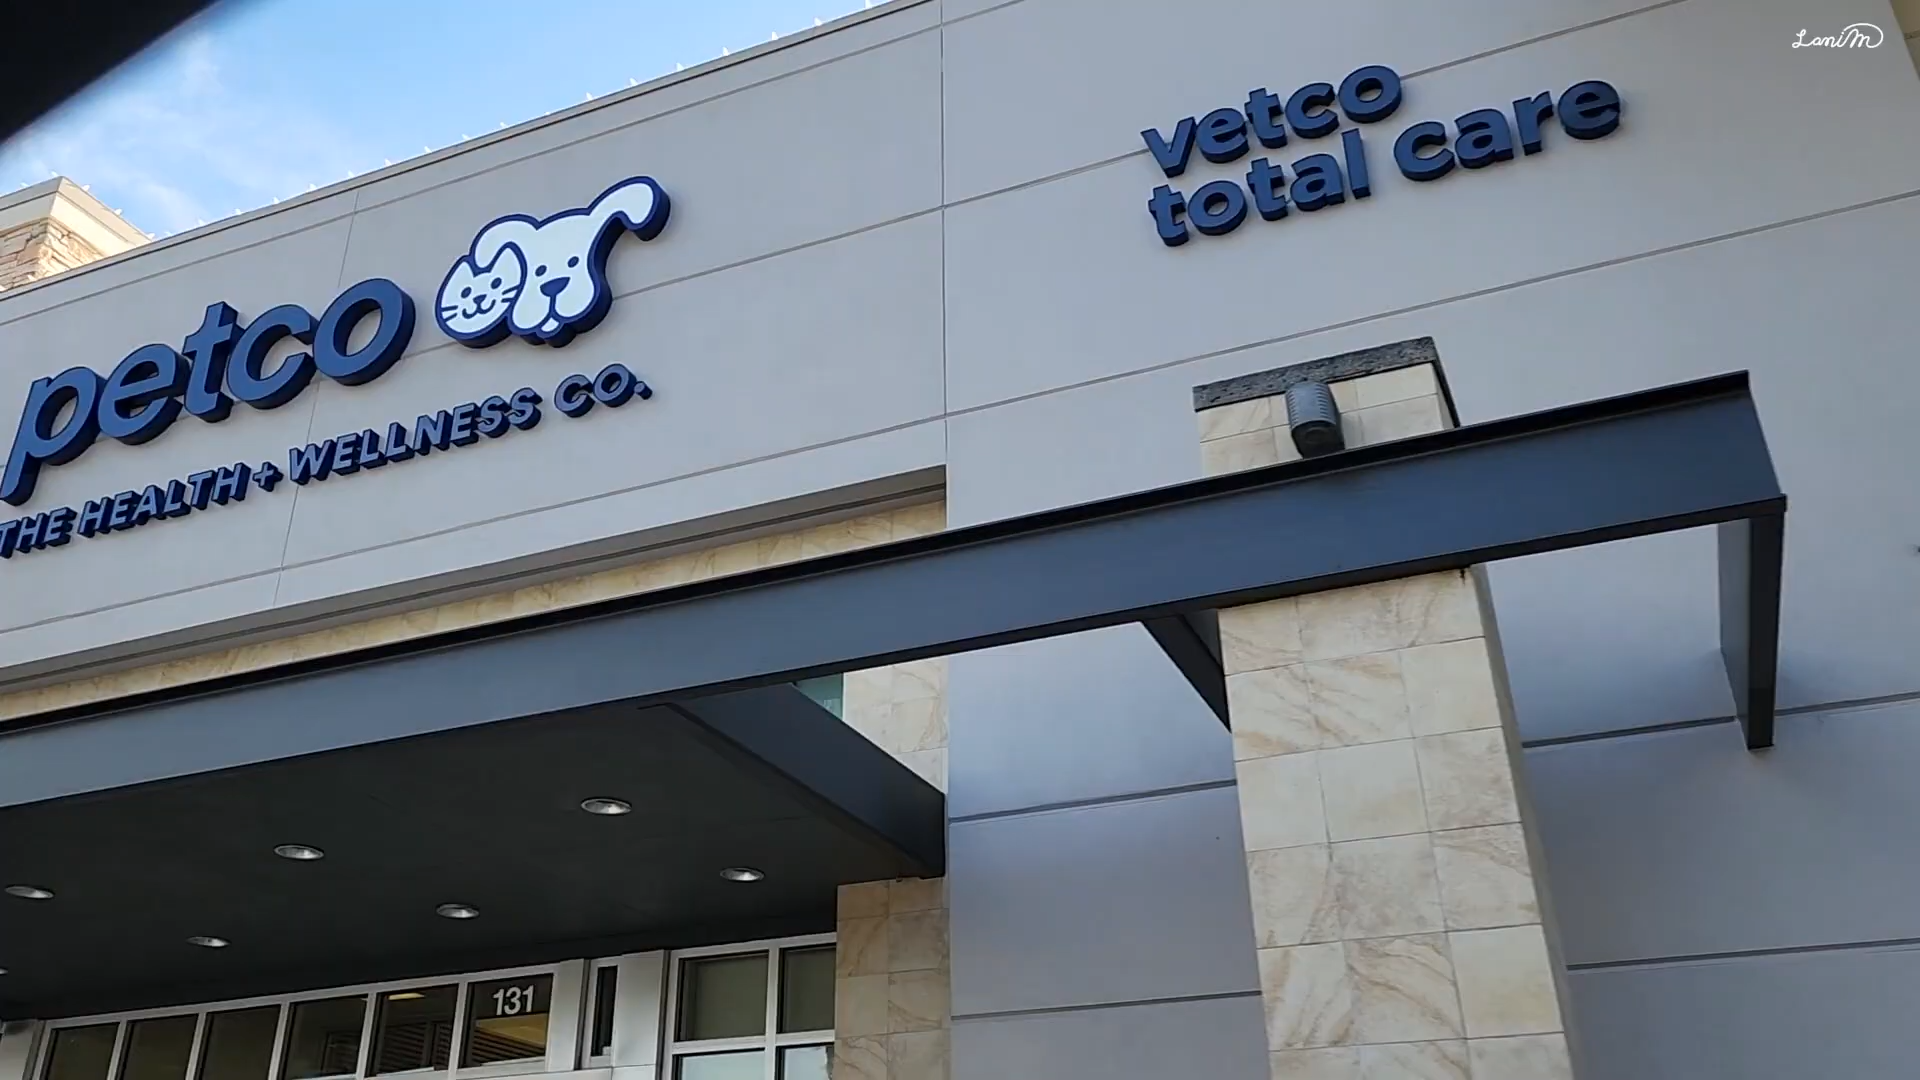 petco
THE HEALTH + WELLNESS CO.
vetco
total care
131
LaniM